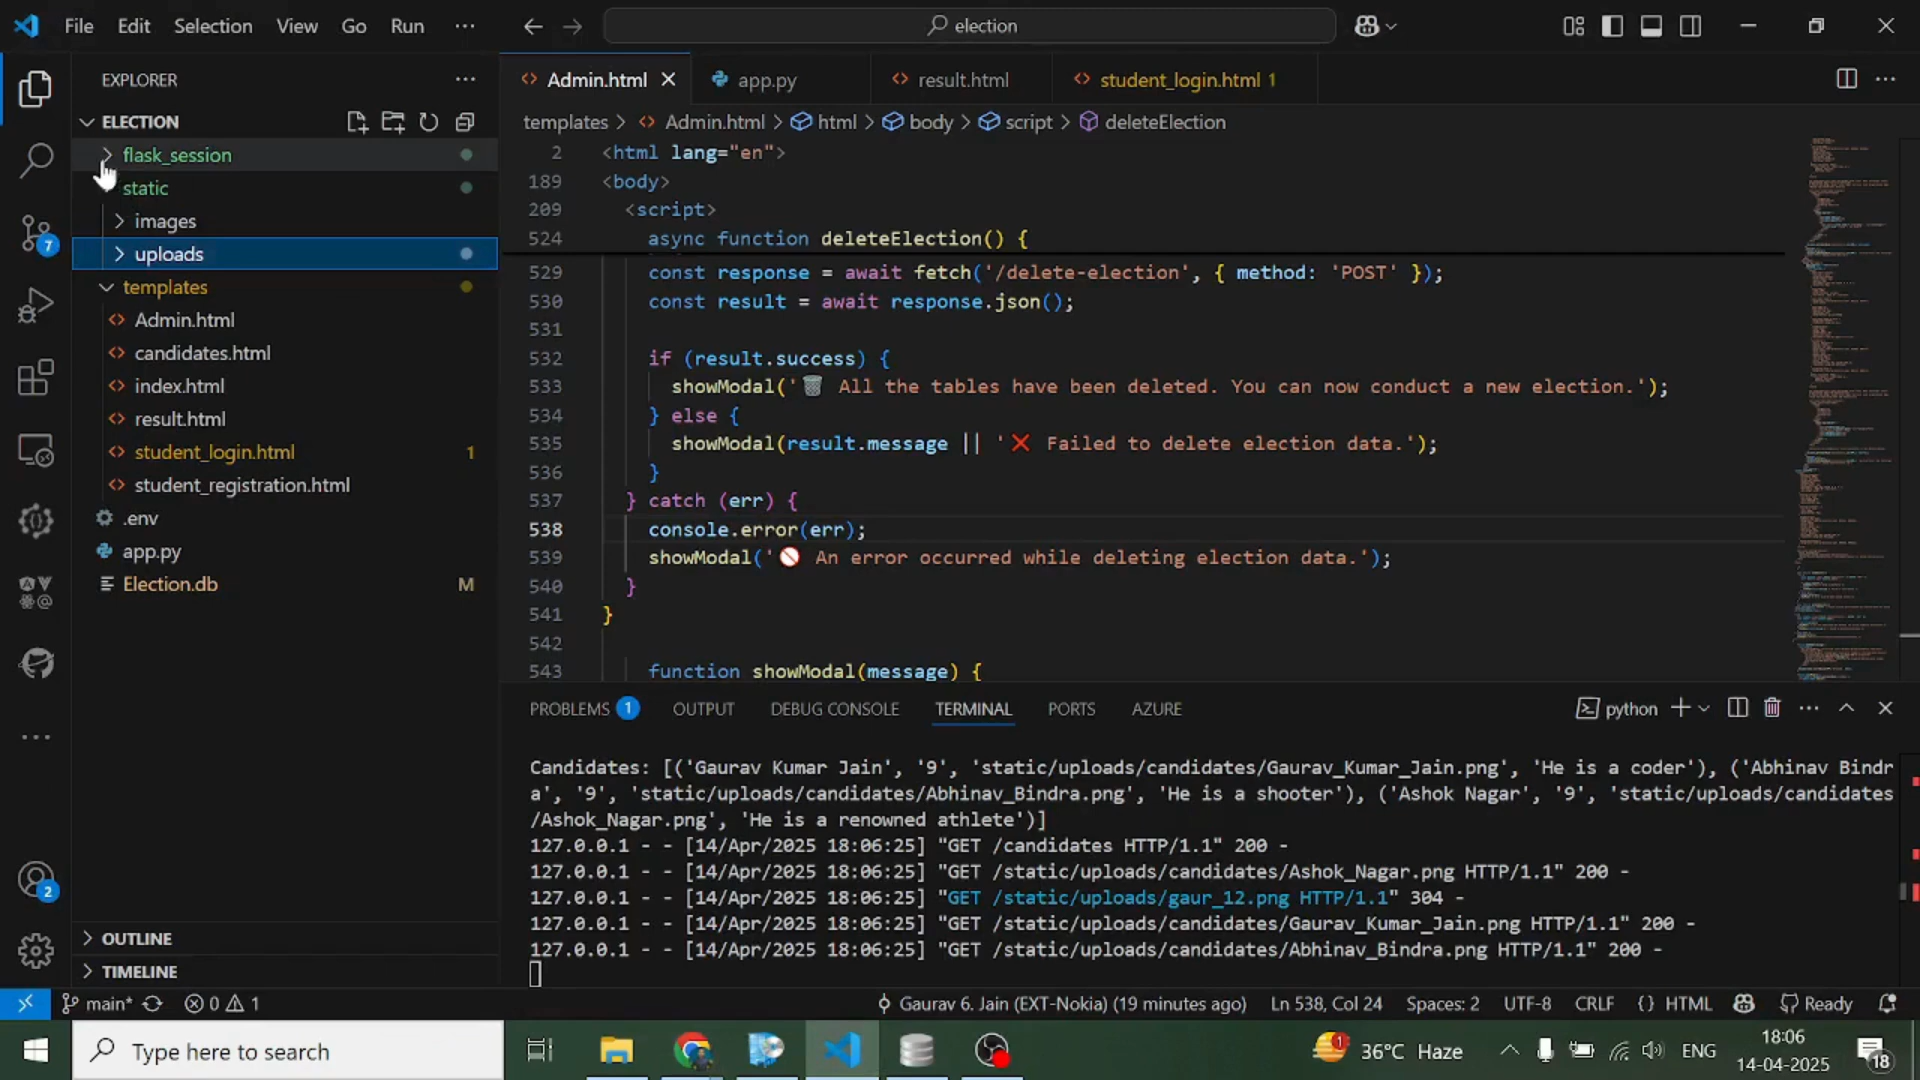 File Edit Selection View Go Run ···
election
EXPLORER
ELECTION
flask_session
static
images
uploads
templates
Admin.html
candidates.html
index.html
result.html
student_login.html 1
student_registration.html
.env
app.py
Election.db M
OUTLINE
TIMELINE
7
2
Admin.html app.py result.html student_login.html 1
templates > Admin.html > html > body > script > deleteElection
2 <html lang="en">
189 <body>
209 <script>
524 async function deleteElection() {
529 const response = await fetch('/delete-election', { method: 'POST' });
530 const result = await response.json();
531
532 if (result.success) {
533 showModal('🗑️ All the tables have been deleted. You can now conduct a new election.');
534 } else {
535 showModal(result.message || '❌ Failed to delete election data.');
536 }
537 } catch (err) {
538 console.error(err);
539 showModal('🚫 An error occurred while deleting election data.');
540 }
541 }
542
543 function showModal(message) {
PROBLEMS 1 OUTPUT DEBUG CONSOLE TERMINAL PORTS AZURE
python
Candidates: [('Gaurav Kumar Jain', '9', 'static/uploads/candidates/Gaurav_Kumar_Jain.png', 'He is a coder'), ('Abhinav Bindr
a', '9', 'static/uploads/candidates/Abhinav_Bindra.png', 'He is a shooter'), ('Ashok Nagar', '9', 'static/uploads/candidates
/Ashok_Nagar.png', 'He is a renowned athlete')]
127.0.0.1 - - [14/Apr/2025 18:06:25] "GET /candidates HTTP/1.1" 200 -
127.0.0.1 - - [14/Apr/2025 18:06:25] "GET /static/uploads/candidates/Ashok_Nagar.png HTTP/1.1" 200 -
127.0.0.1 - - [14/Apr/2025 18:06:25] "GET /static/uploads/gaur_12.png HTTP/1.1" 304 -
127.0.0.1 - - [14/Apr/2025 18:06:25] "GET /static/uploads/candidates/Gaurav_Kumar_Jain.png HTTP/1.1" 200 -
127.0.0.1 - - [14/Apr/2025 18:06:25] "GET /static/uploads/candidates/Abhinav_Bindra.png HTTP/1.1" 200 -
main* 0 1 Gaurav 6. Jain (EXT-Nokia) (19 minutes ago) Ln 538, Col 24 Spaces: 2 UTF-8 CRLF {} HTML Ready
Type here to search
1 36°C Haze ENG 18:06
14-04-2025
18